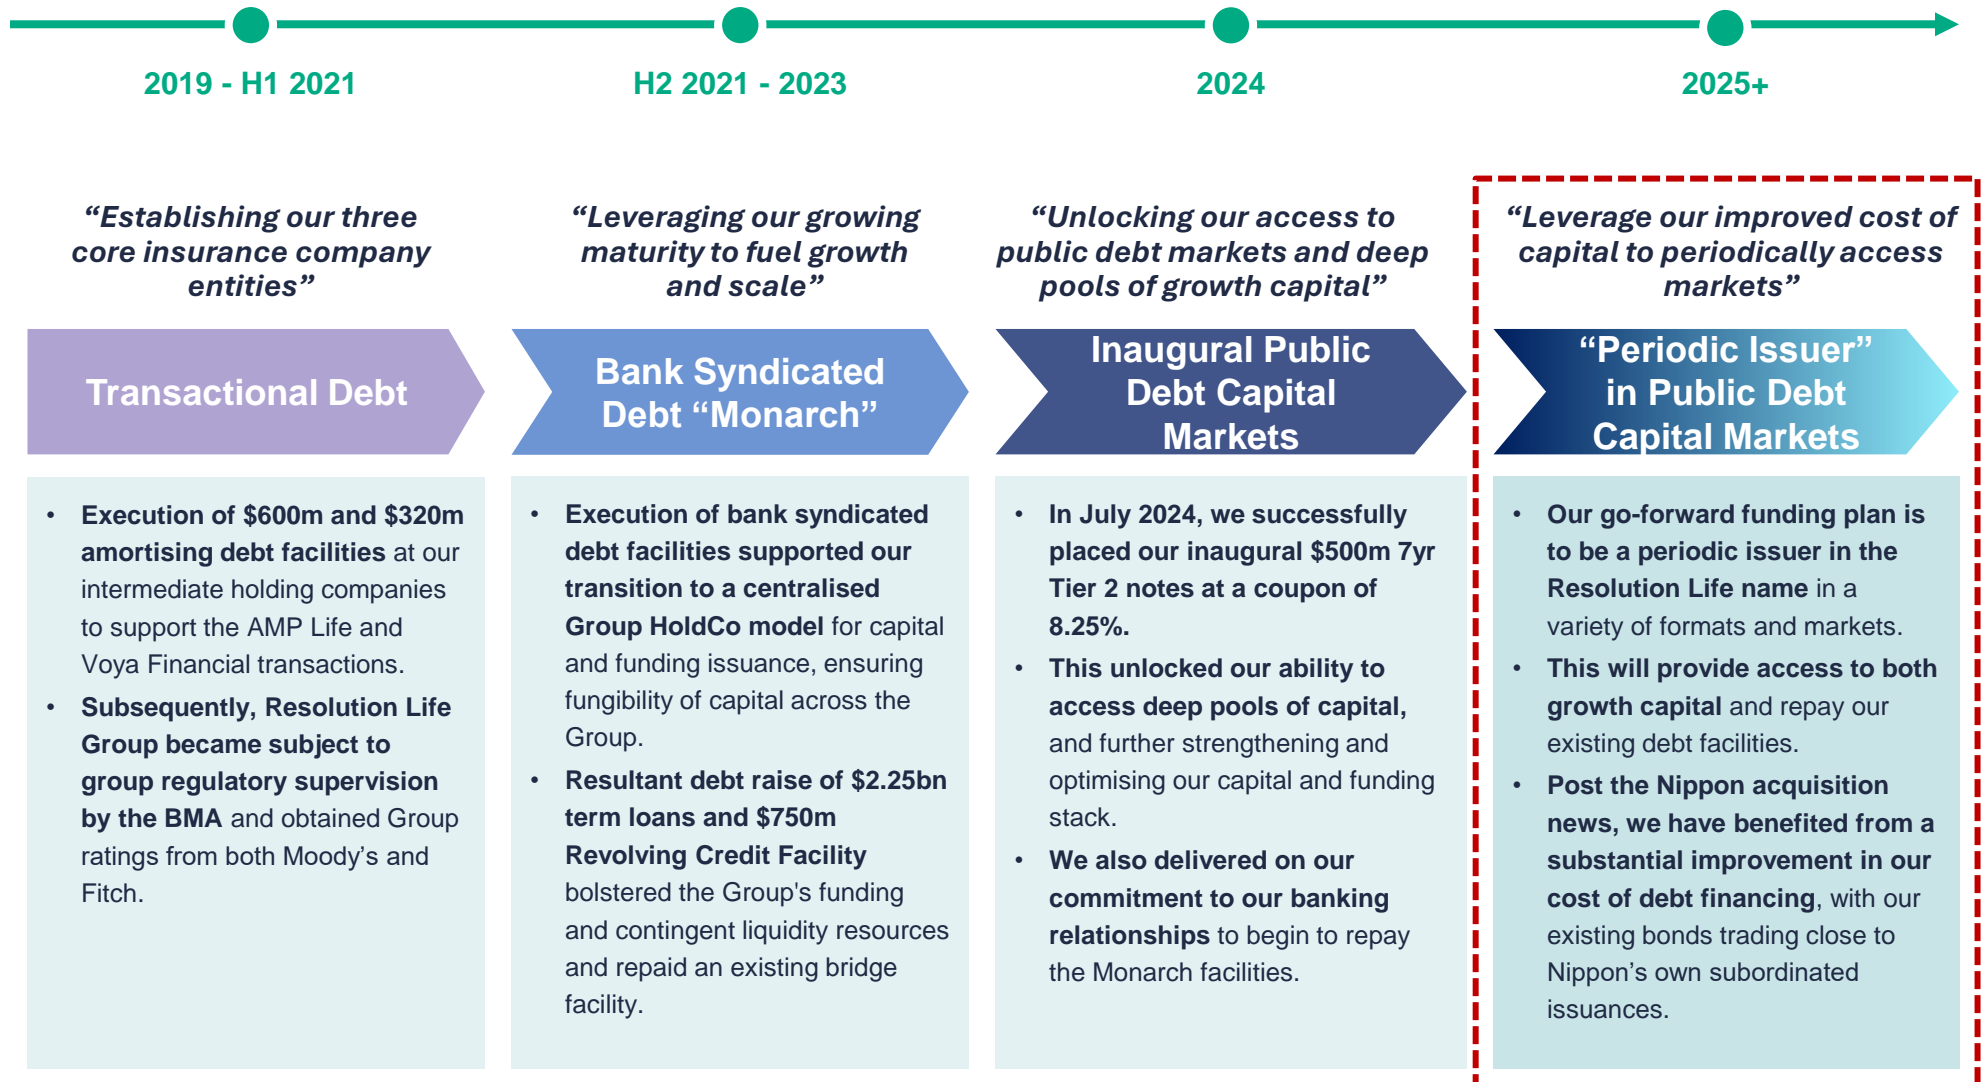 2019 - H1 2021
H2 2021 - 2023
2024
2025+
“Establishing our three
core insurance company
entities”
Transactional Debt
• Execution of $600m and $320m
amortising debt facilities at our
intermediate holding companies
to support the AMP Life and
Voya Financial transactions.
• Subsequently, Resolution Life
Group became subject to
group regulatory supervision
by the BMA and obtained Group
ratings from both Moody’s and
Fitch.
“Leveraging our growing
maturity to fuel growth
and scale”
Bank Syndicated
Debt “Monarch”
• Execution of bank syndicated
debt facilities supported our
transition to a centralised
Group HoldCo model for capital
and funding issuance, ensuring
fungibility of capital across the
Group.
• Resultant debt raise of $2.25bn
term loans and $750m
Revolving Credit Facility
bolstered the Group's funding
and contingent liquidity resources
and repaid an existing bridge
facility.
“Unlocking our access to
public debt markets and deep
pools of growth capital”
Inaugural Public
Debt Capital
Markets
• In July 2024, we successfully
placed our inaugural $500m 7yr
Tier 2 notes at a coupon of
8.25%.
• This unlocked our ability to
access deep pools of capital,
and further strengthening and
optimising our capital and funding
stack.
• We also delivered on our
commitment to our banking
relationships to begin to repay
the Monarch facilities.
“Leverage our improved cost of
capital to periodically access
markets”
“Periodic Issuer”
in Public Debt
Capital Markets
• Our go-forward funding plan is
to be a periodic issuer in the
Resolution Life name in a
variety of formats and markets.
• This will provide access to both
growth capital and repay our
existing debt facilities.
• Post the Nippon acquisition
news, we have benefited from a
substantial improvement in our
cost of debt financing, with our
existing bonds trading close to
Nippon’s own subordinated
issuances.